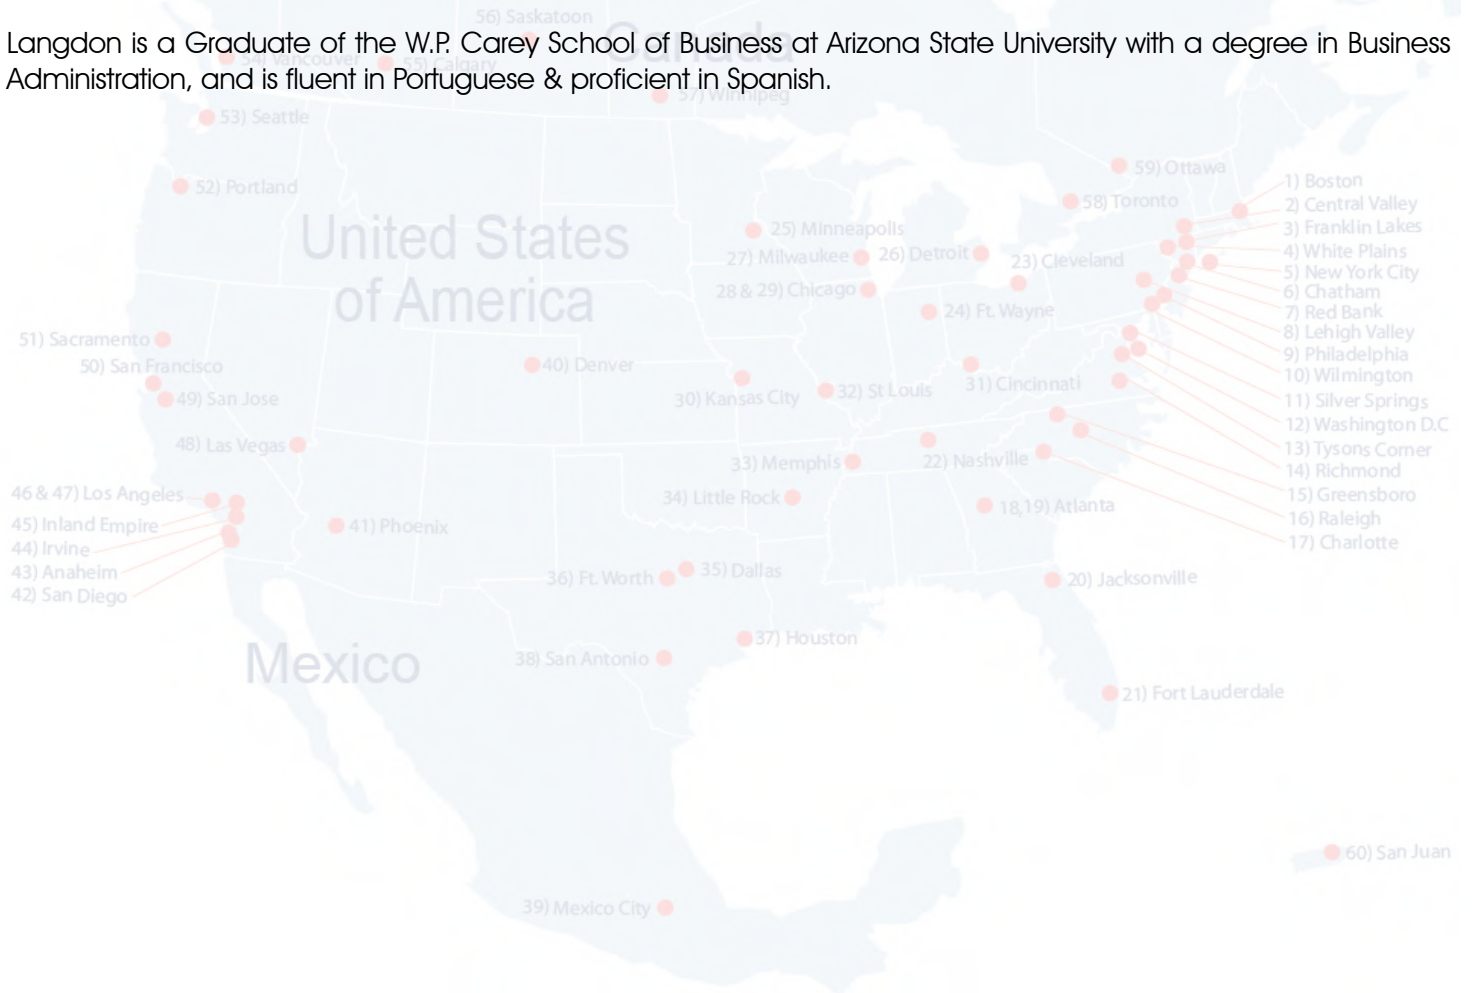 56) Saskatoon
Canada
Langdon is a Graduate of the W.P. Carey School of Business at Arizona State University with a degree in Business
Administration, and is fluent in Portuguese & proficient in Spanish.
54) Vancouver
55) Calgary
57) Winnipeg
53) Seattle
59) Ottawa
1) Boston
52) Portland
58) Toronto
2) Central Valley
3) Franklin Lakes
United States
of America
25) Minneapolis
27) Milwaukee
26) Detroit
23) Cleveland
4) White Plains
5) New York City
28 & 29) Chicago
6) Chatham
24) Ft. Wayne
7) Red Bank
8) Lehigh Valley
51) Sacramento
9) Philadelphia
50) San Francisco
40) Denver
10) Wilmington
31) Cincinnati
32) St Louis
30) Kansas City
49) San Jose
11) Silver Springs
12) Washington D.C
48) Las Vegas
13) Tysons Corner
22) Nashville
33) Memphis
14) Richmond
46 & 47) Los Angeles
34) Little Rock
15) Greensboro
18,19) Atlanta
16) Raleigh
45) Inland Empire
41) Phoenix
17) Charlotte
44) Irvine
43) Anaheim
36) Ft. Worth
35) Dallas
20) Jacksonville
42) San Diego
37) Houston
Mexico
38) San Antonio
21) Fort Lauderdale
60) San Juan
39) Mexico City